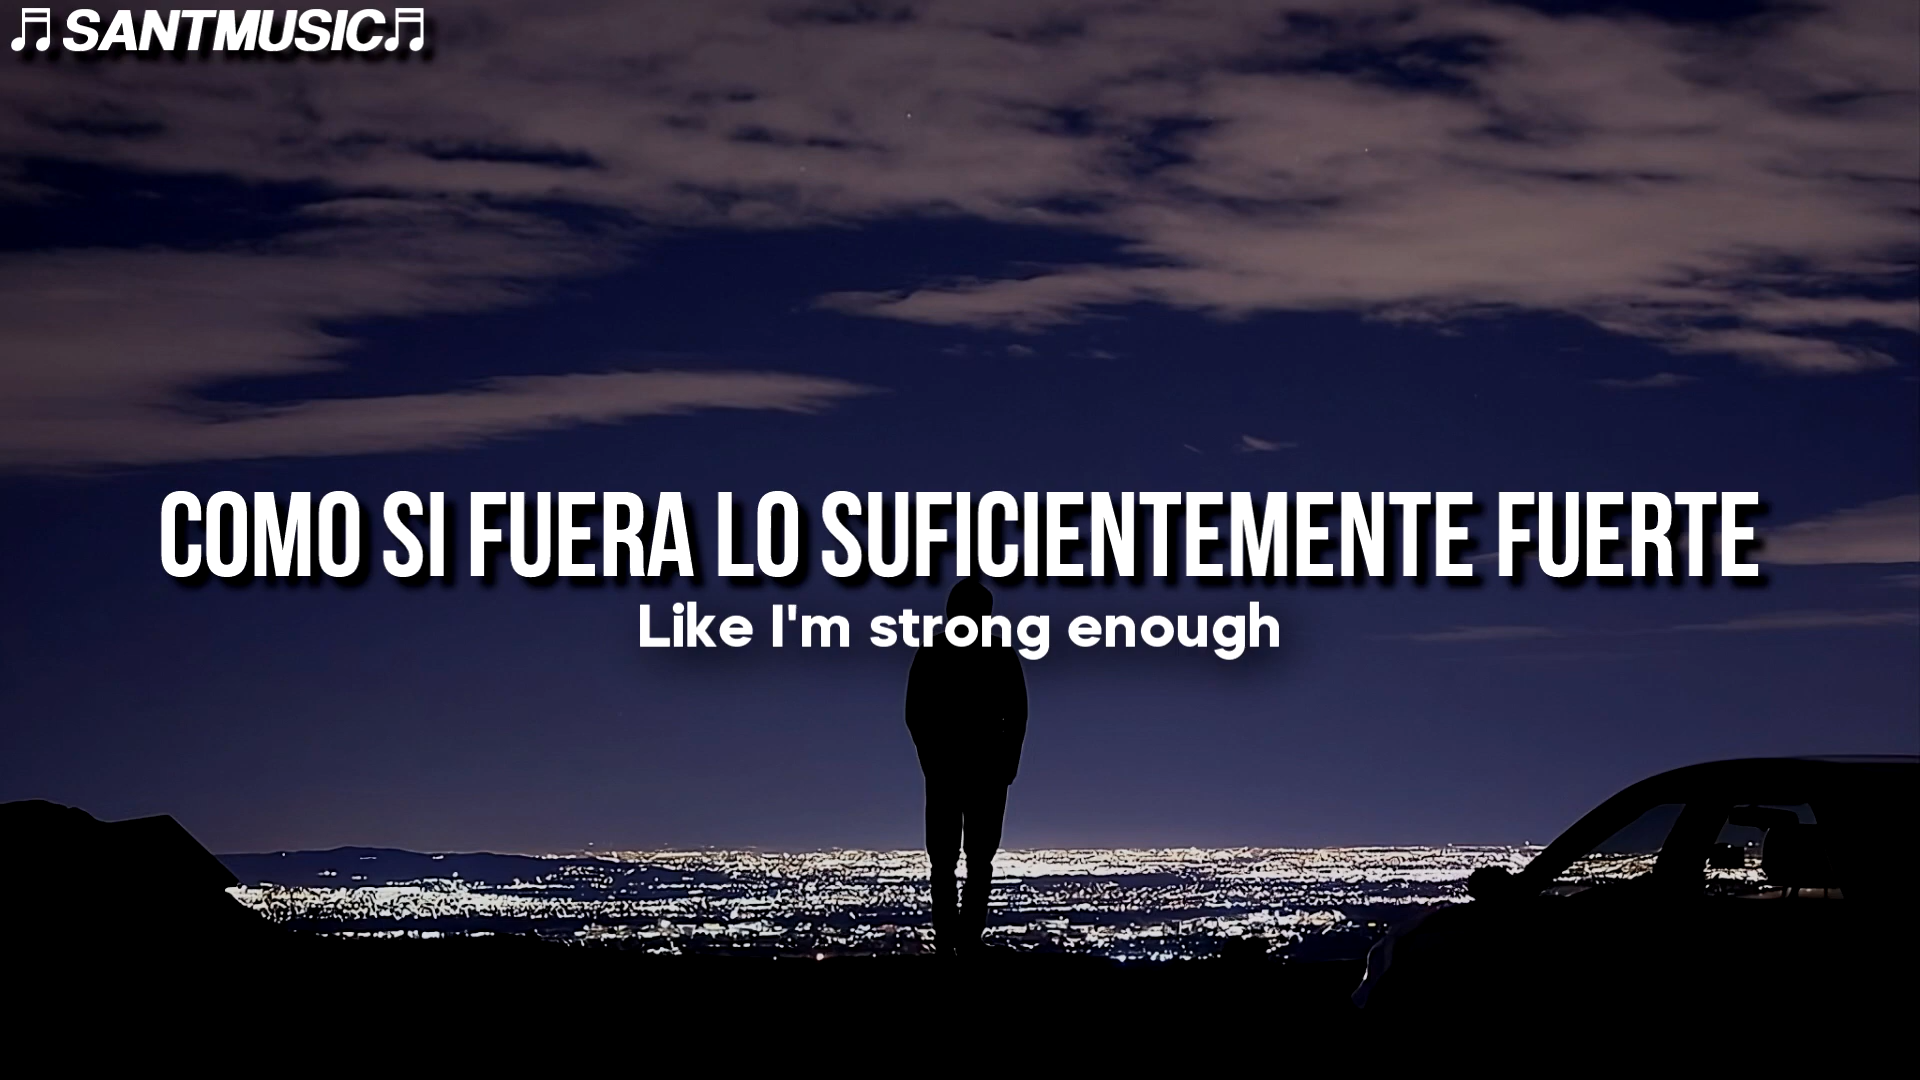 ♫SANTMUSIC♫
COMO SI FUERA LO SUFICIENTEMENTE FUERTE
Like I'm strong enough